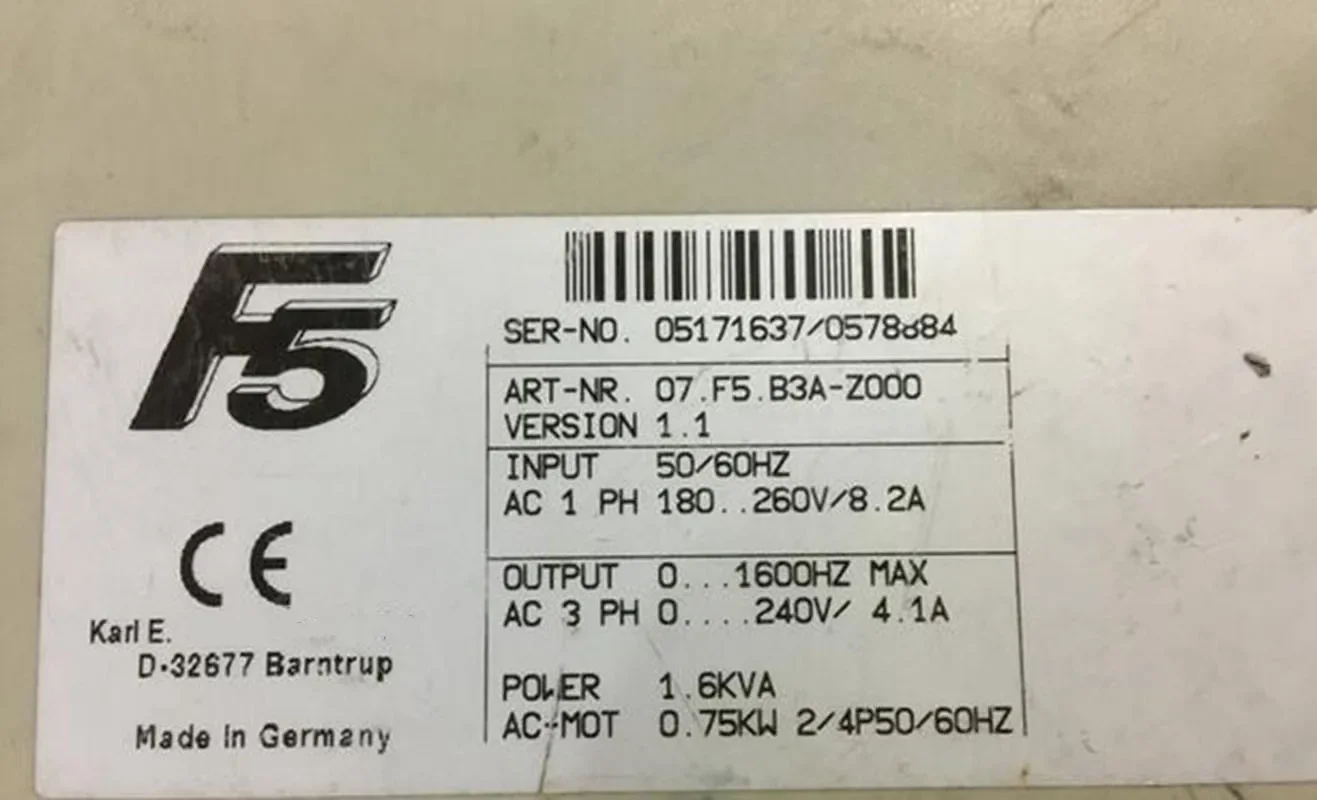 F5
SER-NO. 05171637/0578884
ART-NR. 07.F5.B3A-Z000
VERSION 1.1
INPUT 50/60HZ
AC 1 PH 180..260V/8.2A
OUTPUT 0...1600HZ MAX
AC 3 PH 0....240V/ 4.1A
POWER 1.6KVA
AC-MOT 0.75KW 2/4P50/60HZ
CE
Karl E.
D-32677 Barntrup
Made in Germany